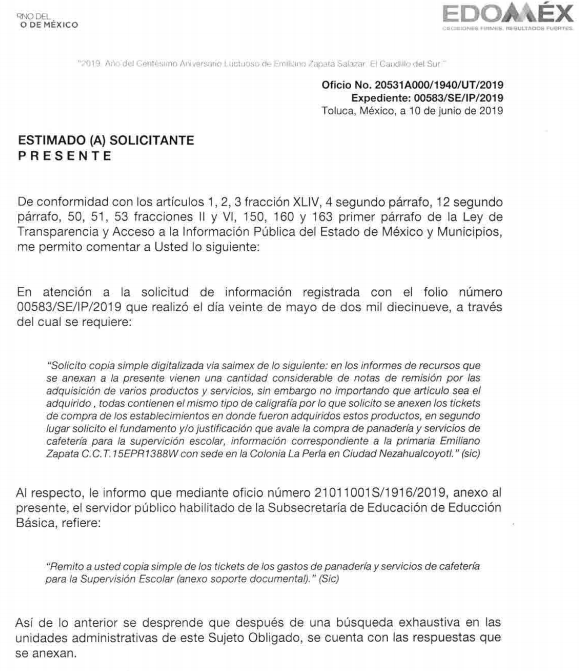 RNO DEL
O DE MÉXICO
EDOMÉX
DECISIONES FIRMES, RESULTADOS FUERTES.
"2019. Año del Centésimo Aniversario Luctuoso de Emiliano Zapata Salazar. El Caudillo del Sur."
Oficio No. 20531A000/1940/UT/2019
Expediente: 00583/SE/IP/2019
Toluca, México, a 10 de junio de 2019
ESTIMADO (A) SOLICITANTE
P R E S E N T E
De conformidad con los artículos 1, 2, 3 fracción XLIV, 4 segundo párrafo, 12 segundo
párrafo, 50, 51, 53 fracciones II y VI, 150, 160 y 163 primer párrafo de la Ley de
Transparencia y Acceso a la Información Pública del Estado de México y Municipios,
me permito comentar a Usted lo siguiente:
En atención a la solicitud de información registrada con el folio número
00583/SE/IP/2019 que realizó el día veinte de mayo de dos mil diecinueve, a través
del cual se requiere:
"Solicito copia simple digitalizada via saimex de lo siguiente: en los informes de recursos que
se anexan a la presente vienen una cantidad considerable de notas de remisión por las
adquisición de varios productos y servicios, sin embargo no importando que articulo sea el
adquirido , todas contienen el mismo tipo de caligrafía por lo que solicito se anexen los tickets
de compra de los establecimientos en donde fueron adquiridos estos productos, en segundo
lugar solicito el fundamento y/o justificación que avale la compra de panadería y servicios de
cafetería para la supervición escolar, información correspondiente a la primaria Emiliano
Zapata C.C.T.15EPR1388W con sede en la Colonia La Perla en Ciudad Nezahualcoyotl." (sic)
Al respecto, le informo que mediante oficio número 21011001S/1916/2019, anexo al
presente, el servidor público habilitado de la Subsecretaría de Educación de Educción
Básica, refiere:
"Remito a usted copia simple de los tickets de los gastos de panadería y servicios de cafetería
para la Supervisión Escolar (anexo soporte documental)." (Sic)
Así de lo anterior se desprende que después de una búsqueda exhaustiva en las
unidades administrativas de este Sujeto Obligado, se cuenta con las respuestas que
se anexan.